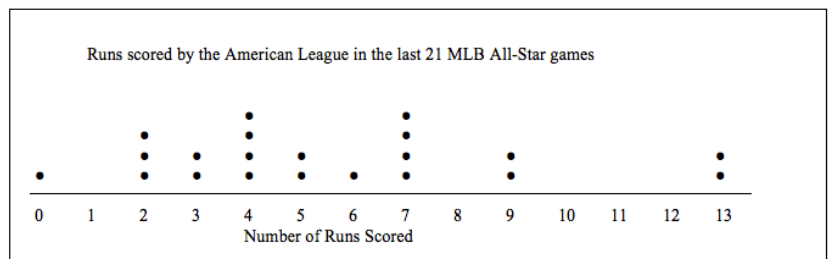 Runs scored by the American League in the last 21 MLB All-Star games
0 1 2 3 4 5 6 7 8 9 10 11 12 13
Number of Runs Scored